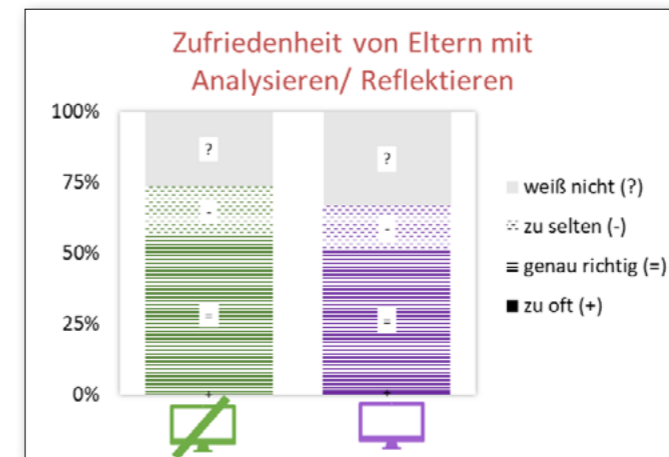 Zufriedenheit von Eltern mit
Analysieren/ Reflektieren
100%
75%
50%
25%
0%
?
-
=
+
?
-
=
+
weiß nicht (?)
zu selten (-)
genau richtig (=)
zu oft (+)